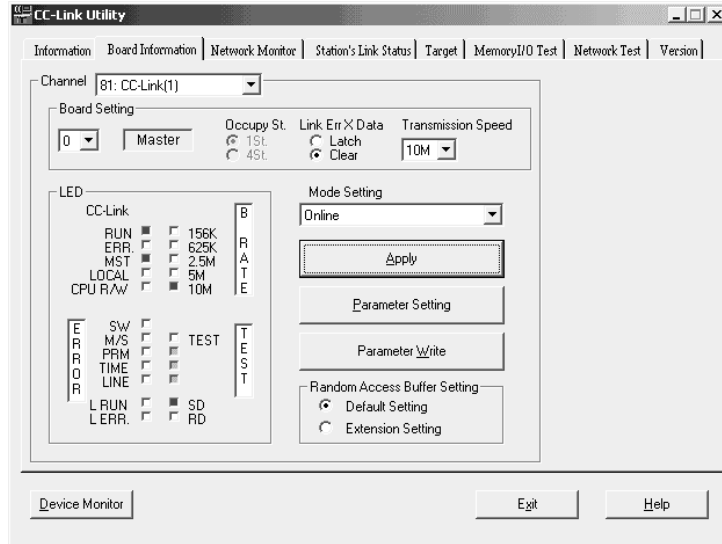 CC-Link Utility
Information Board Information Network Monitor Station's Link Status Target MemoryI/O Test Network Test Version
Channel 81: CC-Link(1)
Board Setting
Occupy St. Link Err X Data Transmission Speed
0 Master 1St. Latch 10M
4St. Clear
LED
CC-Link
RUN 156K
ERR. 625K
MST 2.5M
LOCAL 5M
CPU R/W 10M
B RATE
ERROR
SW
M/S TEST
PRM
TIME
LINE
TEST
L RUN SD
L ERR. RD
Mode Setting
Online
Apply
Parameter Setting
Parameter Write
Random Access Buffer Setting
Default Setting
Extension Setting
Device Monitor Exit Help